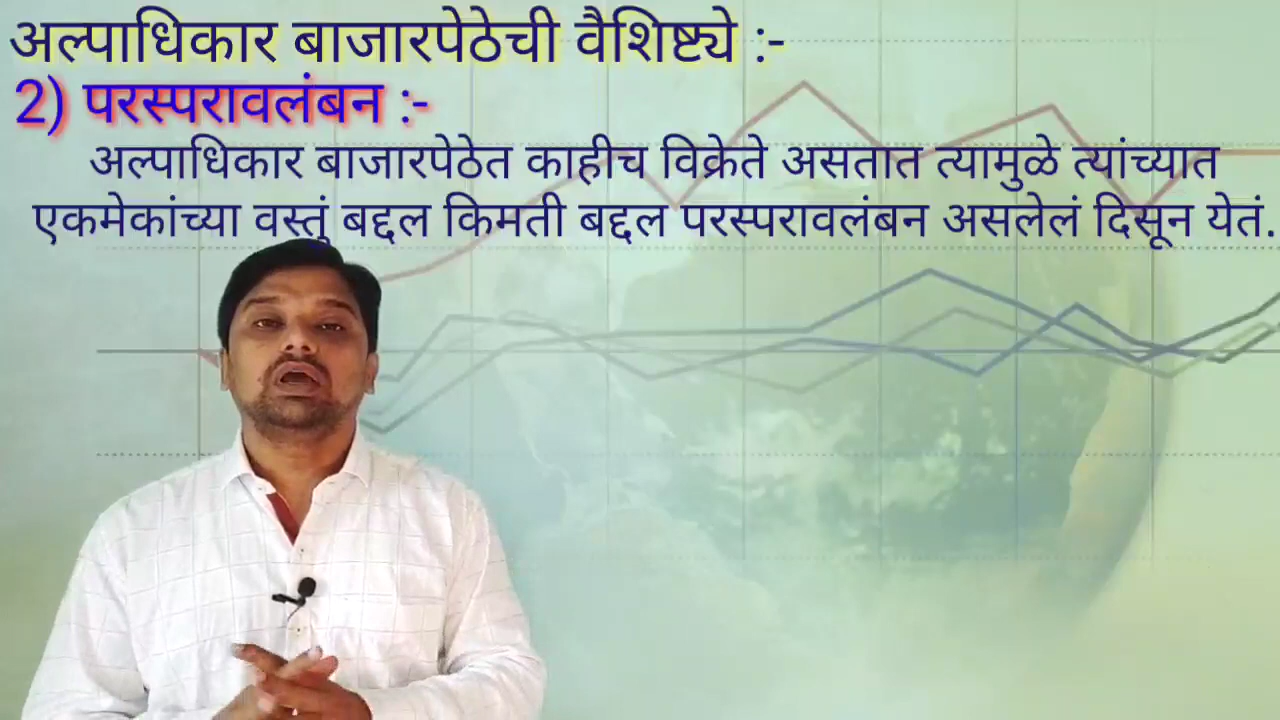 अल्पाधिकार बाजारपेठेची वैशिष्ट्ये :-
2) परस्परावलंबन :-
अल्पाधिकार बाजारपेठेत काहीच विक्रेते असतात त्यामुळे त्यांच्यात
एकमेकांच्या वस्तुं बद्दल किमती बद्दल परस्परावलंबन असलेलं दिसून येतं.